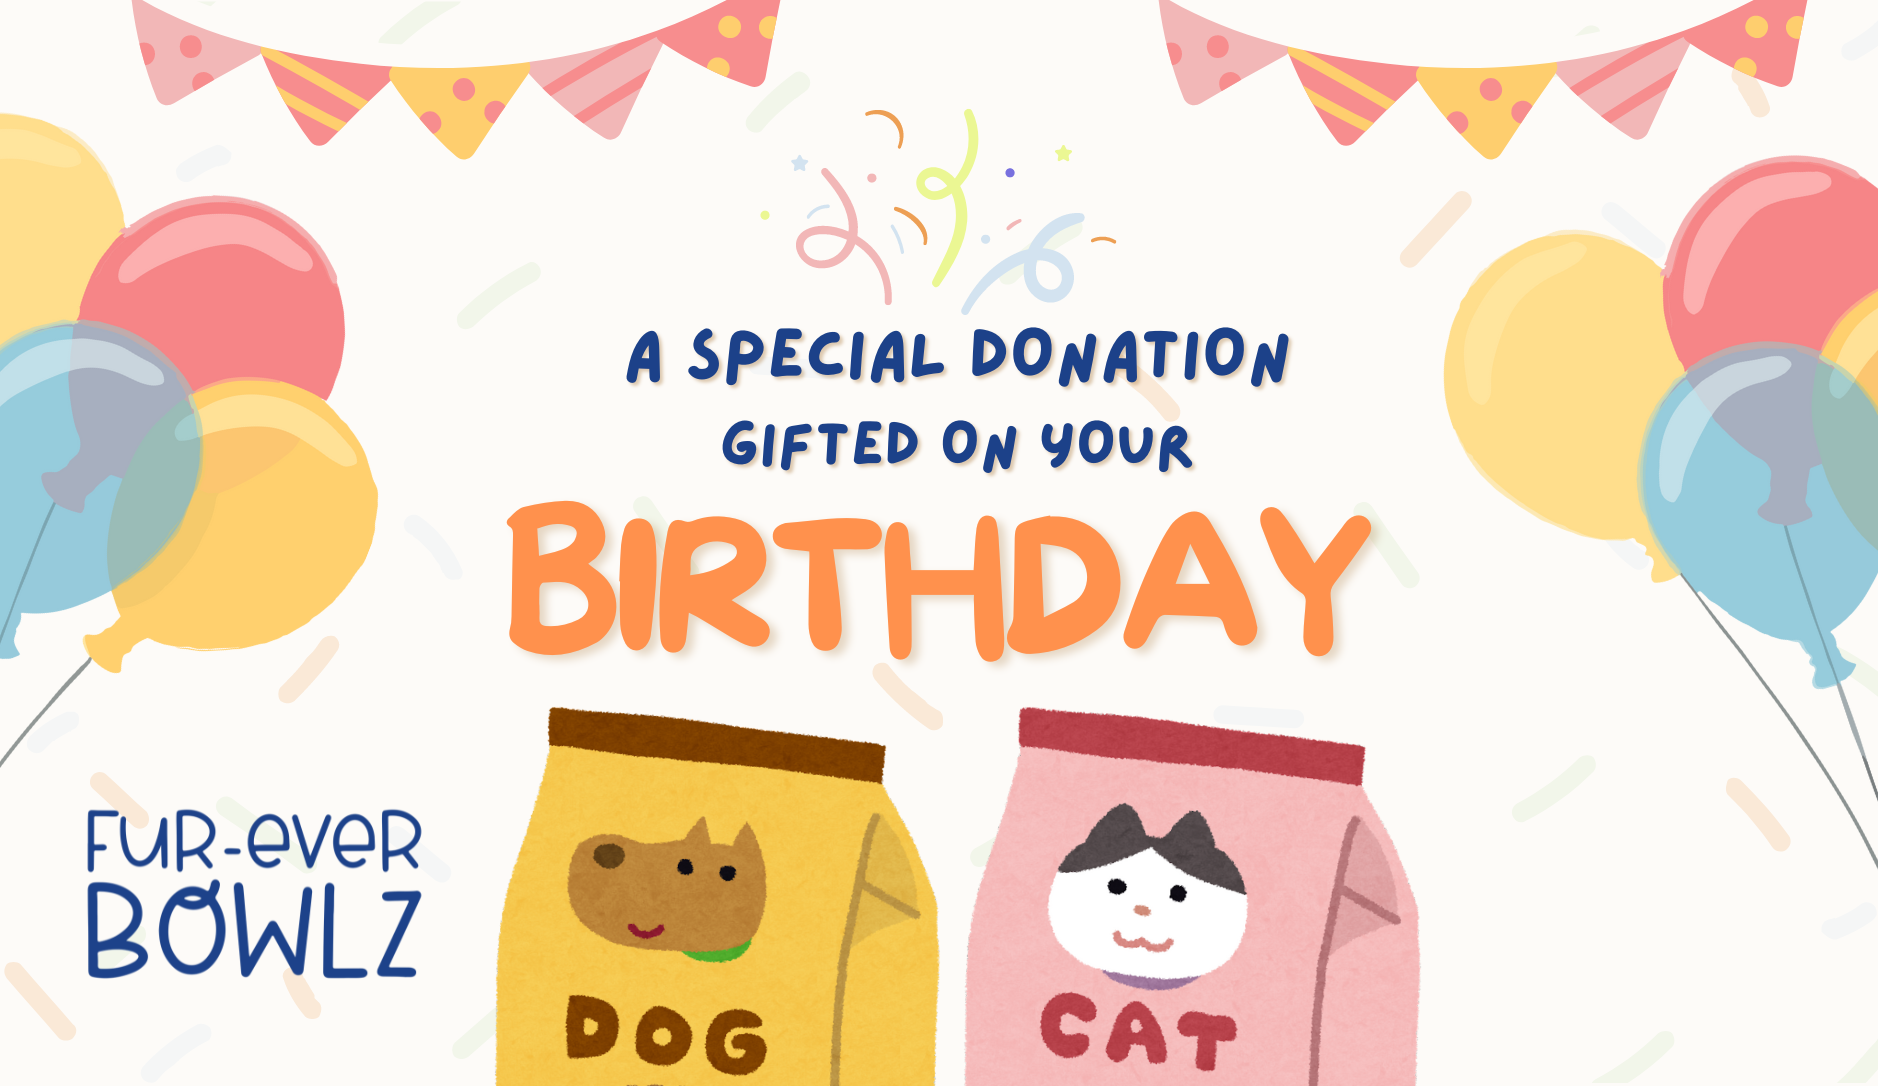 A SPECIAL DONATION
GIFTED ON YOUR
BIRTHDAY
FUR-EVER
BOWLZ
DOG
CAT